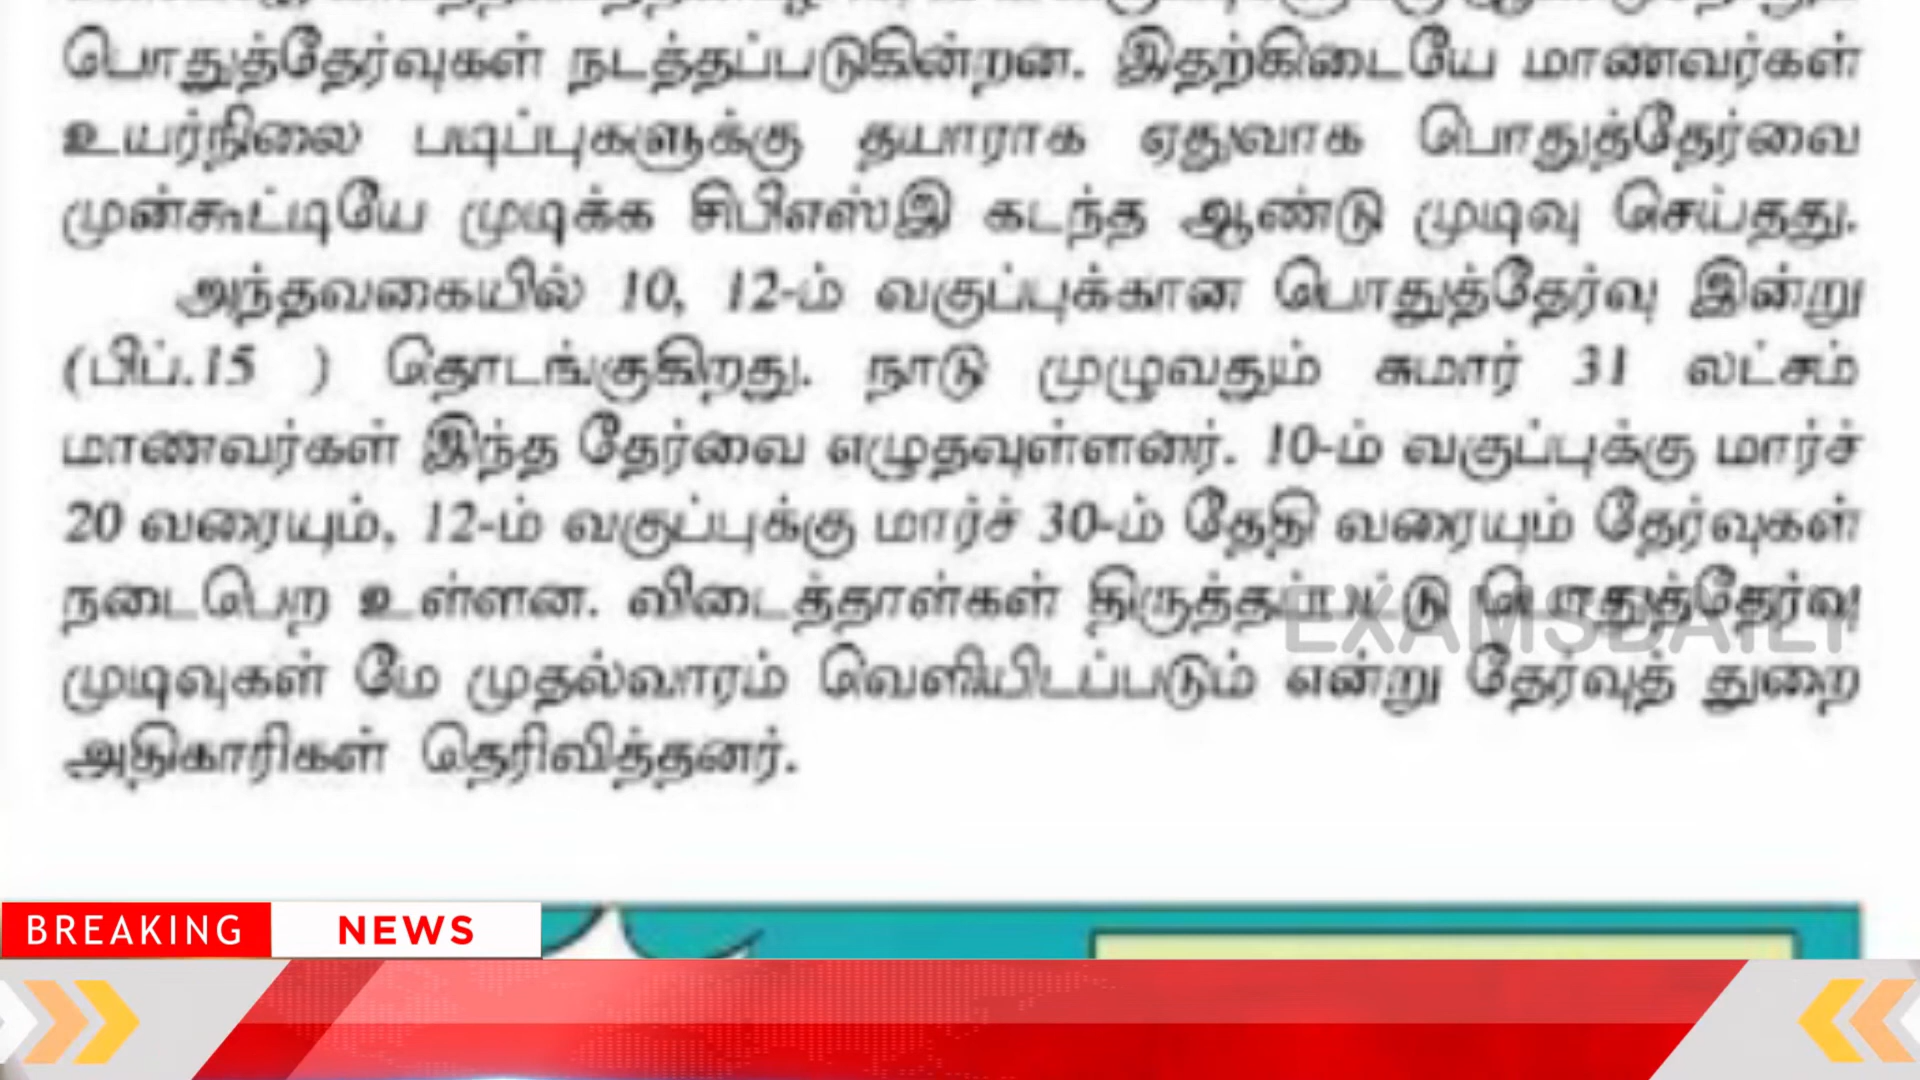 பொதுத்தேர்வுகள் நடத்தப்படுகின்றன. இதற்கிடையே மாணவர்கள்
உயர்நிலை படிப்புகளுக்கு தயாராக ஏதுவாக பொதுத்தேர்வை
முன்கூட்டியே முடிக்க சிபிஎஸ்இ கடந்த ஆண்டு முடிவு செய்தது.
அந்தவகையில் 10, 12-ம் வகுப்புக்கான பொதுத்தேர்வு இன்று
(பிப்.15 ) தொடங்குகிறது. நாடு முழுவதும் சுமார் 31 லட்சம்
மாணவர்கள் இந்த தேர்வை எழுதவுள்ளனர். 10-ம் வகுப்புக்கு மார்ச்
20 வரையும், 12-ம் வகுப்புக்கு மார்ச் 30-ம் தேதி வரையும் தேர்வுகள்
நடைபெற உள்ளன. விடைத்தாள்கள் திருத்தப்பட்டு பொதுத்தேர்வு
EXAMSDAILY
முடிவுகள் மே முதல்வாரம் வெளியிடப்படும் என்று தேர்வுத் துறை
அதிகாரிகள் தெரிவித்தனர்.
BREAKING NEWS